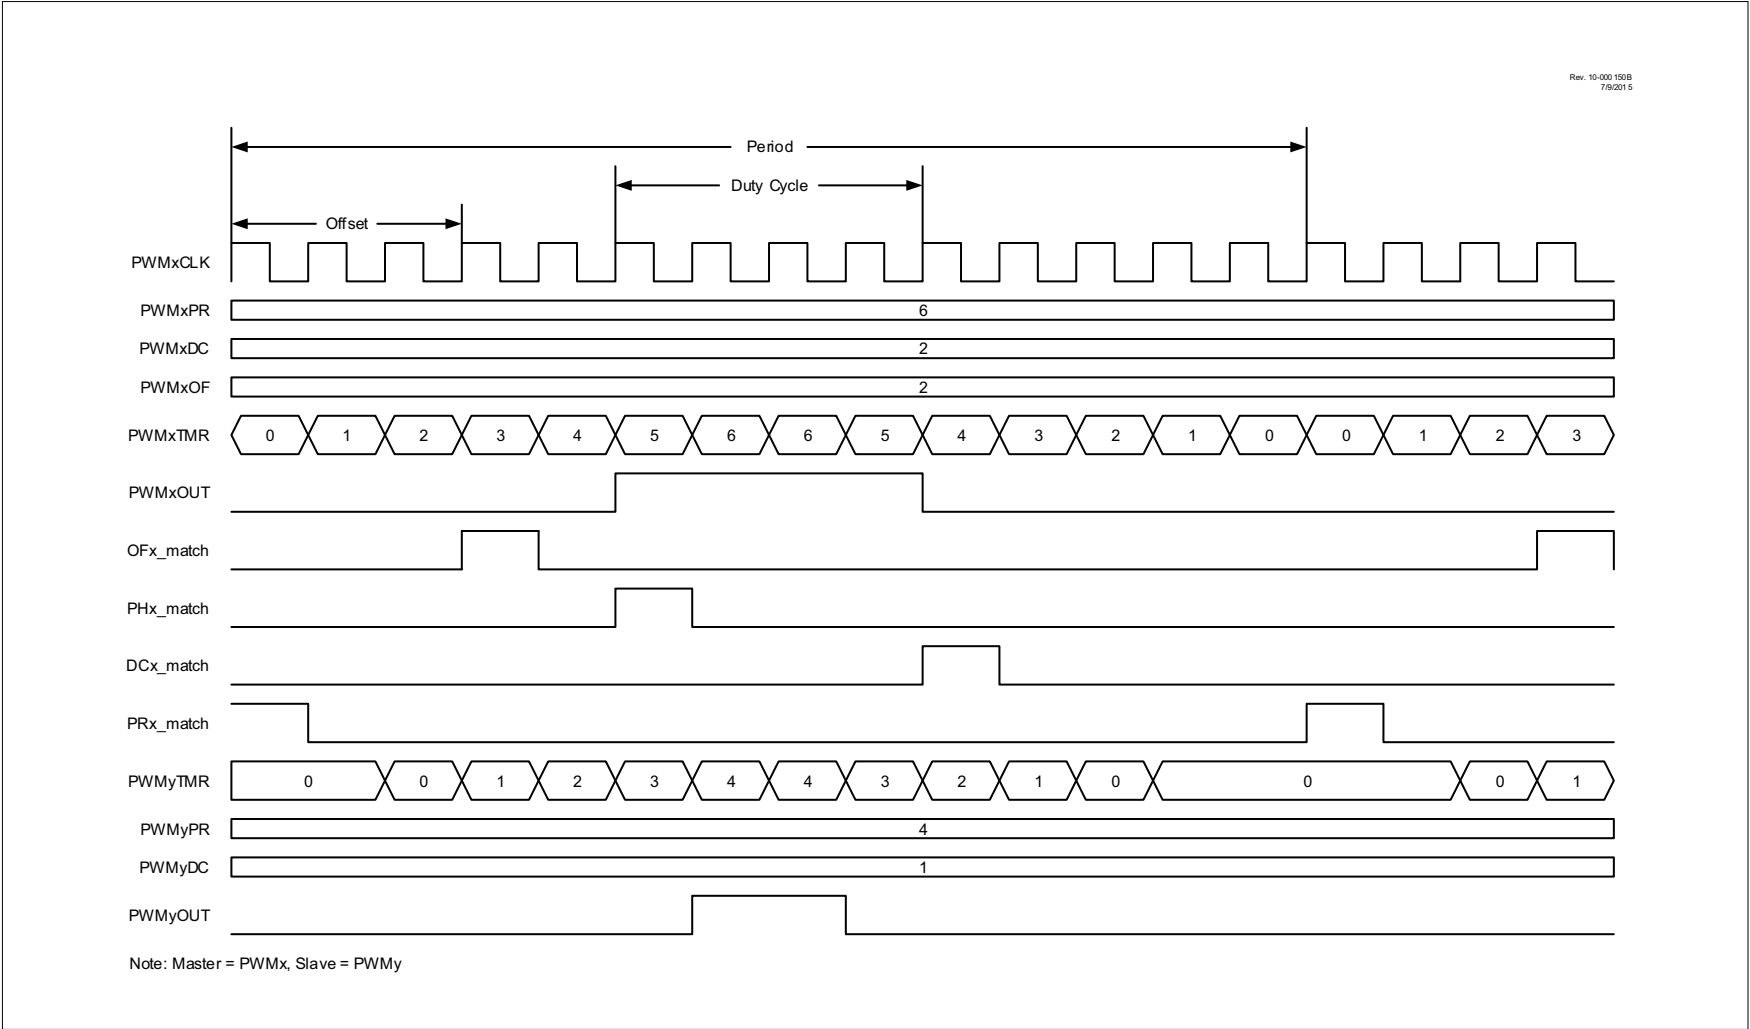 Rev. 10-000 150B
7/9/201 5
Period
Duty Cycle
Offset
PWMxCLK
PWMxPR 6
PWMxDC 2
PWMxOF 2
PWMxTMR 0 1 2 3 4 5 6 6 5 4 3 2 1 0 0 1 2 3
PWMxOUT
OFx_match
PHx_match
DCx_match
PRx_match
PWMyTMR 0 0 1 2 3 4 4 3 2 1 0 0 0 1
PWMyPR 4
PWMyDC 1
PWMyOUT
Note: Master = PWMx, Slave = PWMy